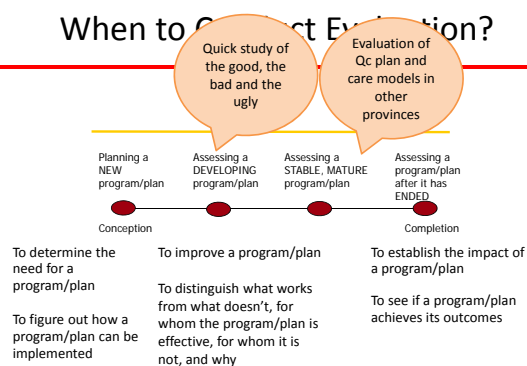 When to C    ct Ev    tion?
Quick study of
the good, the
bad and the
ugly
Evaluation of
Qc plan and
care models in
other
provinces
Planning a
NEW
program/plan
Assessing a
DEVELOPING
program/plan
Assessing a
STABLE, MATURE
program/plan
Assessing a
program/plan
after it has
ENDED
Conception
Completion
To determine the
need for a
program/plan
To figure out how a
program/plan can be
implemented
To improve a program/plan
To distinguish what works
from what doesn't, for
whom the program/plan is
effective, for whom it is
not, and why
To establish the impact of
a program/plan
To see if a program/plan
achieves its outcomes